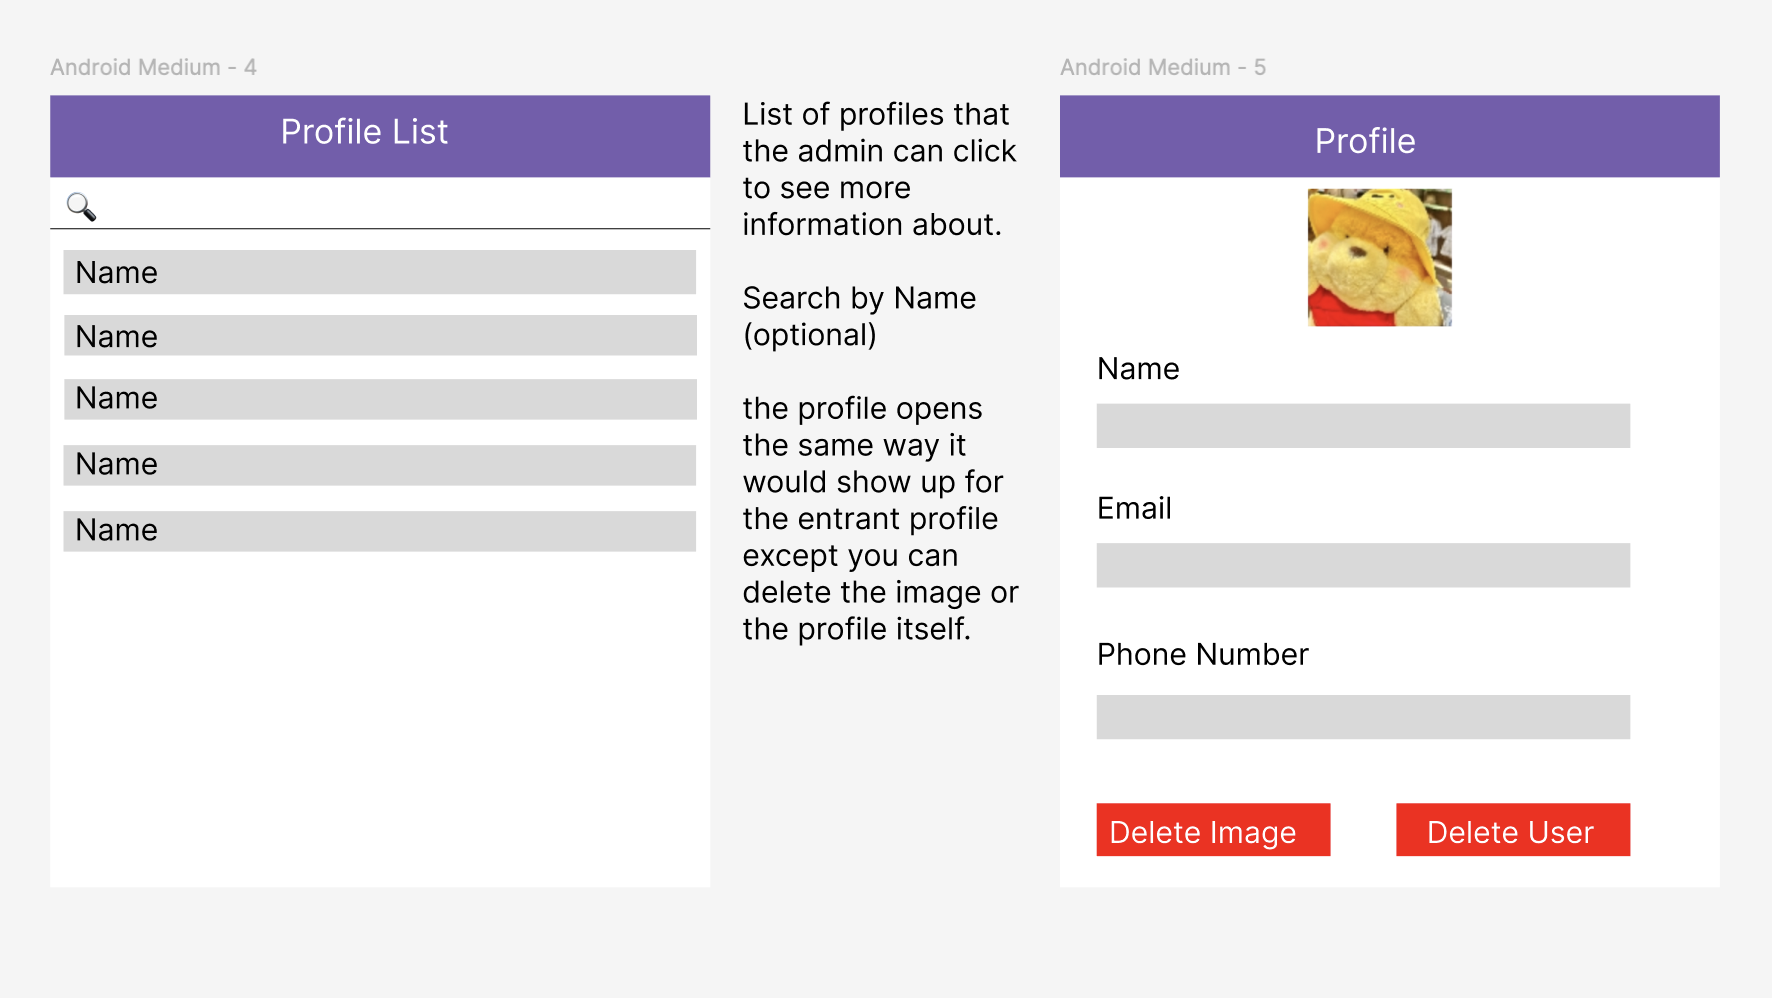 Android Medium - 4
Profile List
Name
Name
Name
Name
Name
List of profiles that
the admin can click
to see more
information about.
Search by Name
(optional)
the profile opens
the same way it
would show up for
the entrant profile
except you can
delete the image or
the profile itself.
Android Medium - 5
Profile
Name
Email
Phone Number
Delete Image
Delete User